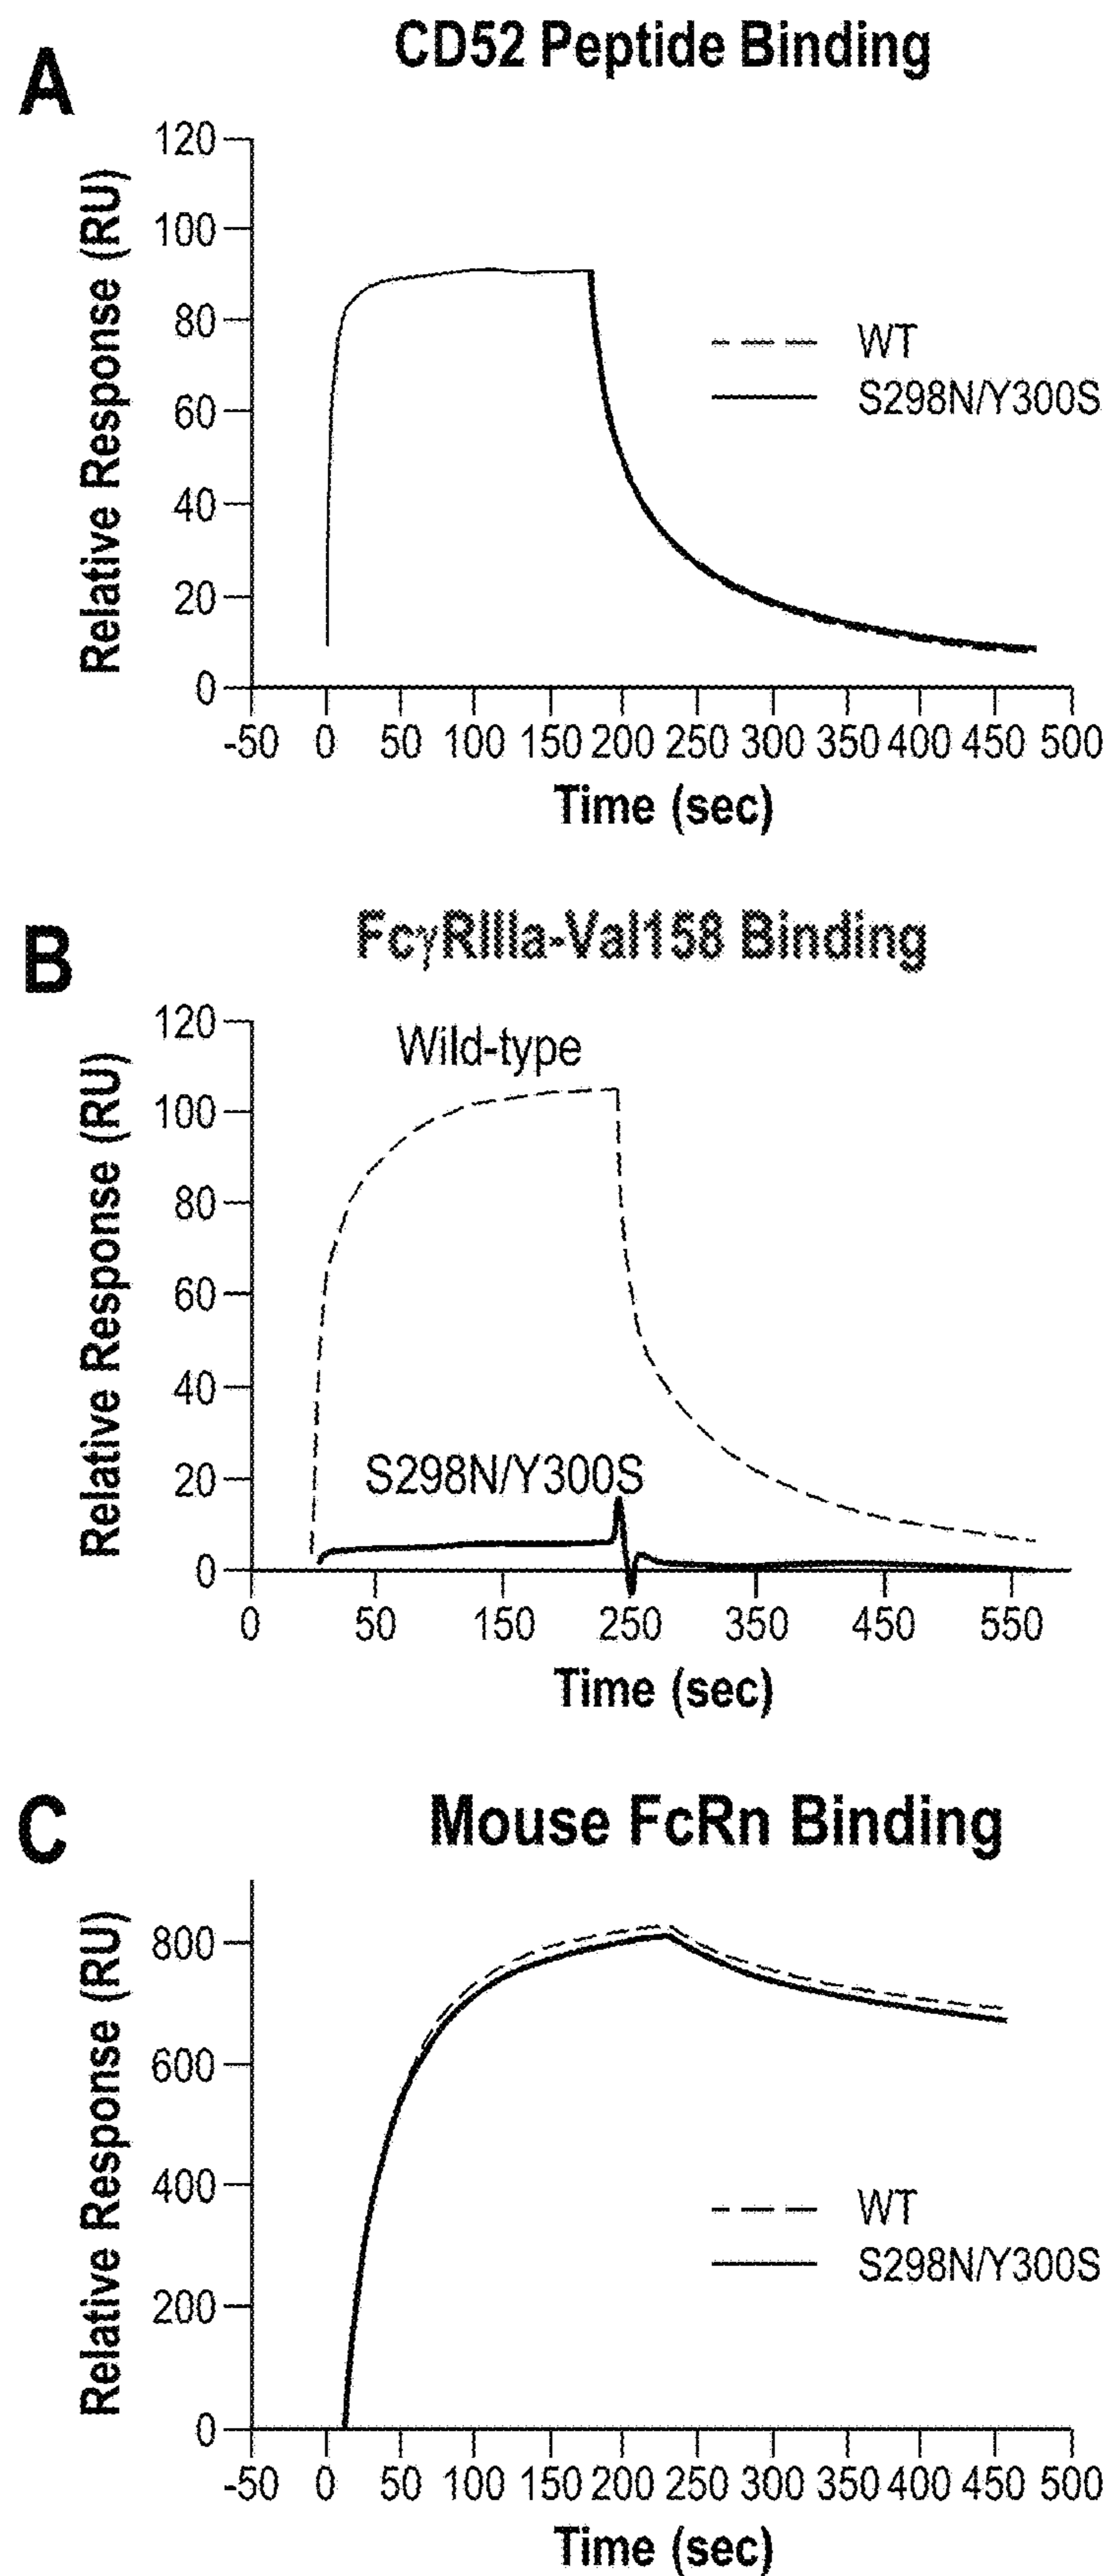 A
CD52 Peptide Binding
Relative Response (RU)
120
100
80
60
40
20
0
WT
S298N/Y300S
-50 0 50 100 150 200 250 300 350 400 450 500
Time (sec)
B
FcγRIIIa-Val158 Binding
Relative Response (RU)
120
100
80
60
40
20
0
Wild-type
S298N/Y300S
0 50 150 250 350 450 550
Time (sec)
C
Mouse FcRn Binding
Relative Response (RU)
800
600
400
200
0
WT
S298N/Y300S
-50 0 50 100 150 200 250 300 350 400 450 500
Time (sec)